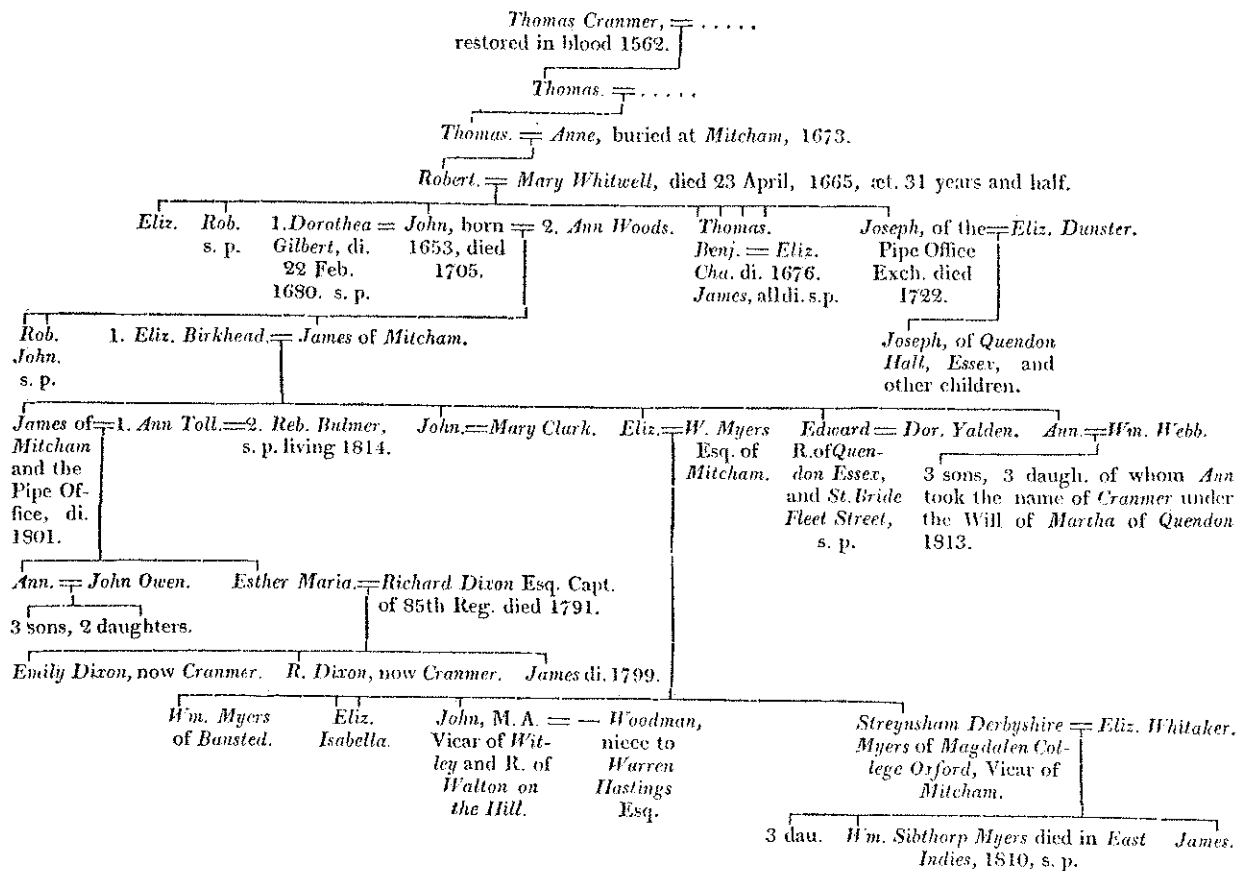 Thomas Cranmer, = . . . . .
restored in blood 1562.
Thomas. = . . . . .
Thomas. = Anne, buried at Mitcham, 1673.
Robert. = Mary Whitwell, died 23 April, 1665, æt. 31 years and half.
Eliz.
Rob.
s. p.
1. Dorothea = John, born = 2. Ann Woods.
Gilbert, di.
22 Feb.
1680. s. p.
1653, died
1705.
Thomas.
Benj. = Eliz.
Cha. di. 1676.
James, all di. s.p.
Joseph, of the = Eliz. Dunster.
Pipe Office
Exch. died
1722.
Rob.
John.
s. p.
1. Eliz. Birkhead. = James of Mitcham.
Joseph, of Quendon
Hall, Essex, and
other children.
James of = 1. Ann Toll. = 2. Reb. Bulmer,
Mitcham
and the
Pipe Of-
fice, di.
1801.
s. p. living 1814.
John. = Mary Clark.
Eliz. = W. Myers
Esq. of
Mitcham.
Edward = Dor. Yalden.
R. of Quen-
don Essex,
and St. Bride
Fleet Street,
s. p.
Ann. = Wm. Webb.
3 sons, 3 daugh. of whom Ann
took the name of Cranmer under
the Will of Martha of Quendon
1813.
Ann. = John Owen.
3 sons, 2 daughters.
Esther Maria. = Richard Dixon Esq. Capt.
of 85th Reg. died 1791.
Emily Dixon, now Cranmer.
R. Dixon, now Cranmer.
James di. 1799.
Wm. Myers
of Bansted.
Eliz.
Isabella.
John, M. A. = — Woodman,
Vicar of Wit-
ley and R. of
Walton on
the Hill.
niece to
Warren
Hastings
Esq.
Streynsham Derbyshire = Eliz. Whitaker.
Myers of Magdalen Col-
lege Oxford, Vicar of
Mitcham.
3 dau.
Wm. Sibthorp Myers died in East
Indies, 1810, s. p.
James.